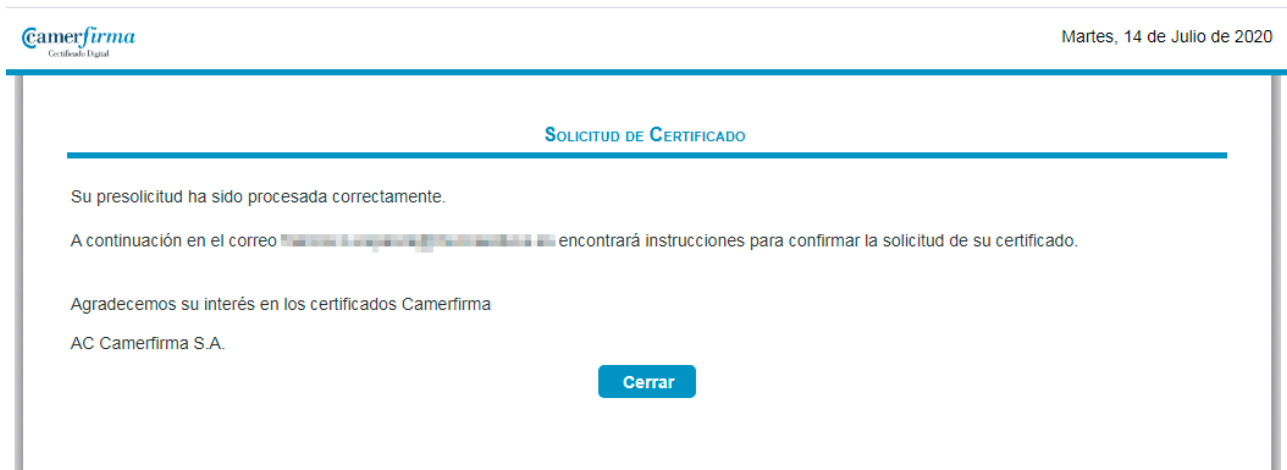 Camerfirma
Certificado Digital
Martes, 14 de Julio de 2020
SOLICITUD DE CERTIFICADO
Su presolicitud ha sido procesada correctamente.
A continuación en el correo encontrará instrucciones para confirmar la solicitud de su certificado.
Agradecemos su interés en los certificados Camerfirma
AC Camerfirma S.A.
Cerrar